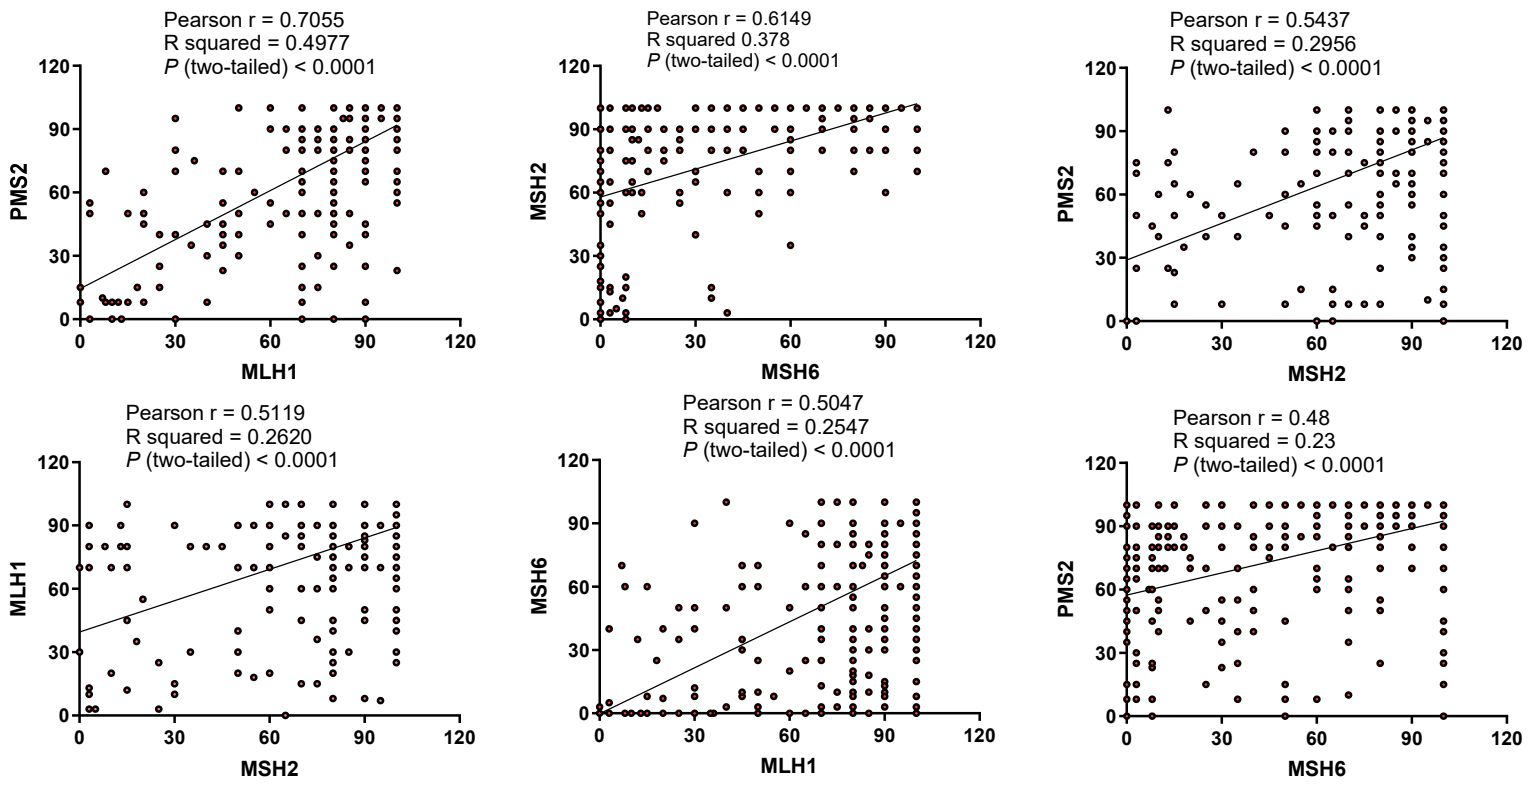 Pearson r = 0.7055
R squared = 0.4977
P (two-tailed) < 0.0001
120
90
60
30
0
PMS2
0 30 60 90 120
MLH1
Pearson r = 0.6149
R squared 0.378
P (two-tailed) < 0.0001
120
90
60
30
0
MSH2
0 30 60 90 120
MSH6
Pearson r = 0.5437
R squared = 0.2956
P (two-tailed) < 0.0001
120
90
60
30
0
PMS2
0 30 60 90 120
MSH2
Pearson r = 0.5119
R squared = 0.2620
P (two-tailed) < 0.0001
120
90
60
30
0
MLH1
0 30 60 90 120
MSH2
Pearson r = 0.5047
R squared = 0.2547
P (two-tailed) < 0.0001
120
90
60
30
0
MSH6
0 30 60 90 120
MLH1
Pearson r = 0.48
R squared = 0.23
P (two-tailed) < 0.0001
120
90
60
30
0
PMS2
0 30 60 90 120
MSH6